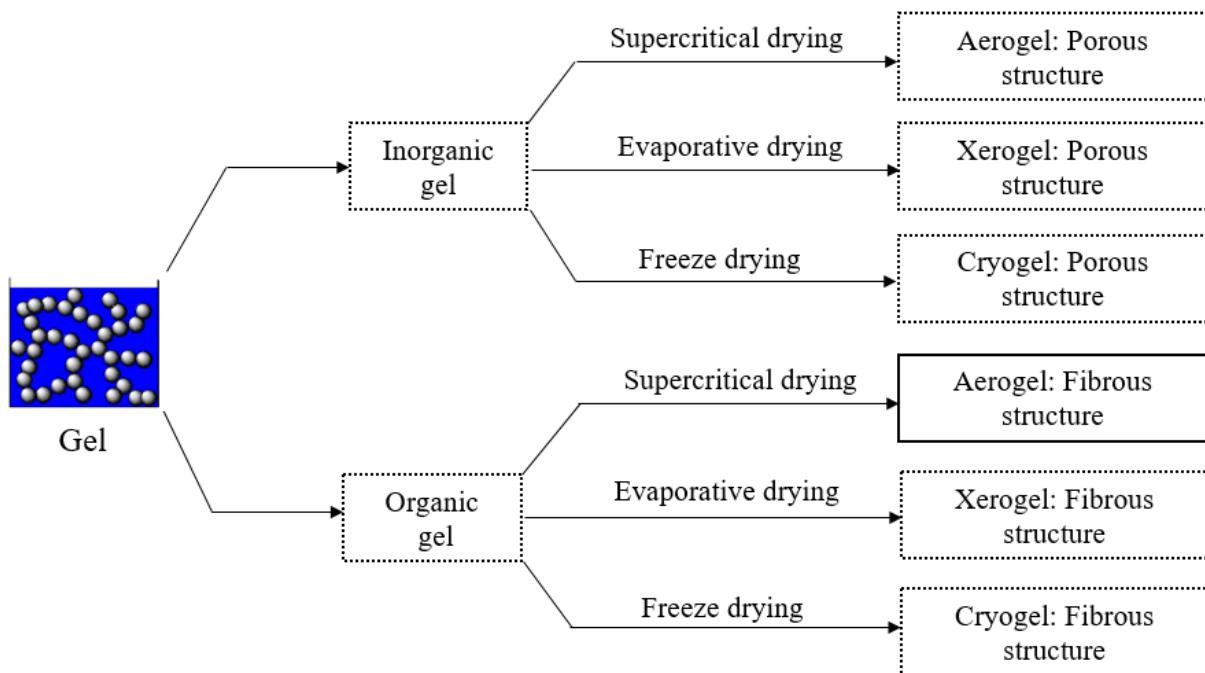 Supercritical drying
Aerogel: Porous
structure
Inorganic
gel
Evaporative drying
Xerogel: Porous
structure
Freeze drying
Cryogel: Porous
structure
Gel
Supercritical drying
Aerogel: Fibrous
structure
Organic
gel
Evaporative drying
Xerogel: Fibrous
structure
Freeze drying
Cryogel: Fibrous
structure